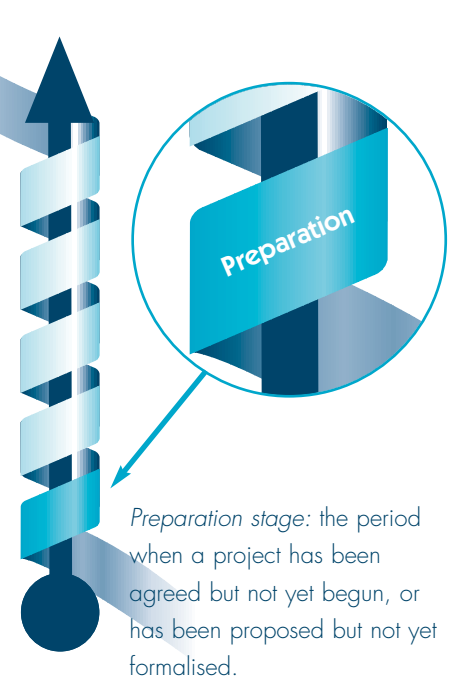 Preparation
Preparation stage: the period
when a project has been
agreed but not yet begun, or
has been proposed but not yet
formalised.